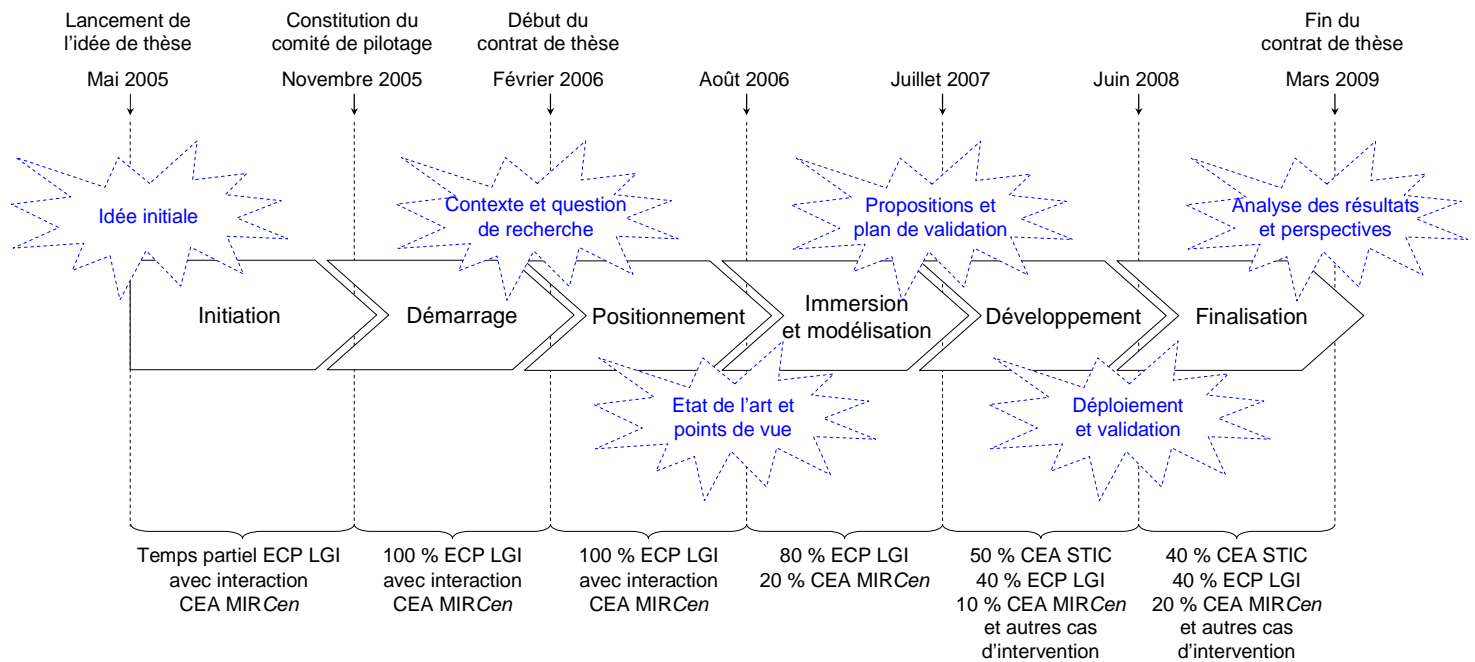 Lancement de
l’idée de thèse
Constitution du
comité de pilotage
Début du
contrat de thèse
Fin du
contrat de thèse
Mai 2005
Novembre 2005
Février 2006
Août 2006
Juillet 2007
Juin 2008
Mars 2009
Idée initiale
Contexte et question
de recherche
Propositions et
plan de validation
Analyse des résultats
et perspectives
Initiation
Démarrage
Positionnement
Immersion
et modélisation
Développement
Finalisation
Etat de l’art et
points de vue
Déploiement
et validation
Temps partiel ECP LGI
avec interaction
CEA MIRCen
100 % ECP LGI
avec interaction
CEA MIRCen
100 % ECP LGI
avec interaction
CEA MIRCen
80 % ECP LGI
20 % CEA MIRCen
50 % CEA STIC
40 % ECP LGI
10 % CEA MIRCen
et autres cas
d’intervention
40 % CEA STIC
40 % ECP LGI
20 % CEA MIRCen
et autres cas
d’intervention